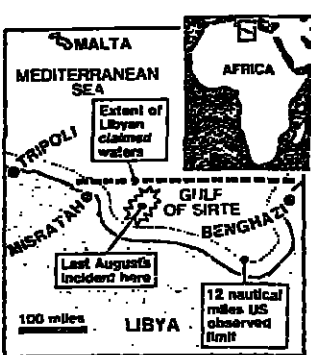 MALTA
MEDITERRANEAN
SEA
AFRICA
Extent of
Libyan
claimed
waters
TRIPOLI
MISRATAH
GULF
OF SIRTE
BENGHAZI
Last August's
incident here
12 nautical
miles US
observed
limit
100 miles
LIBYA